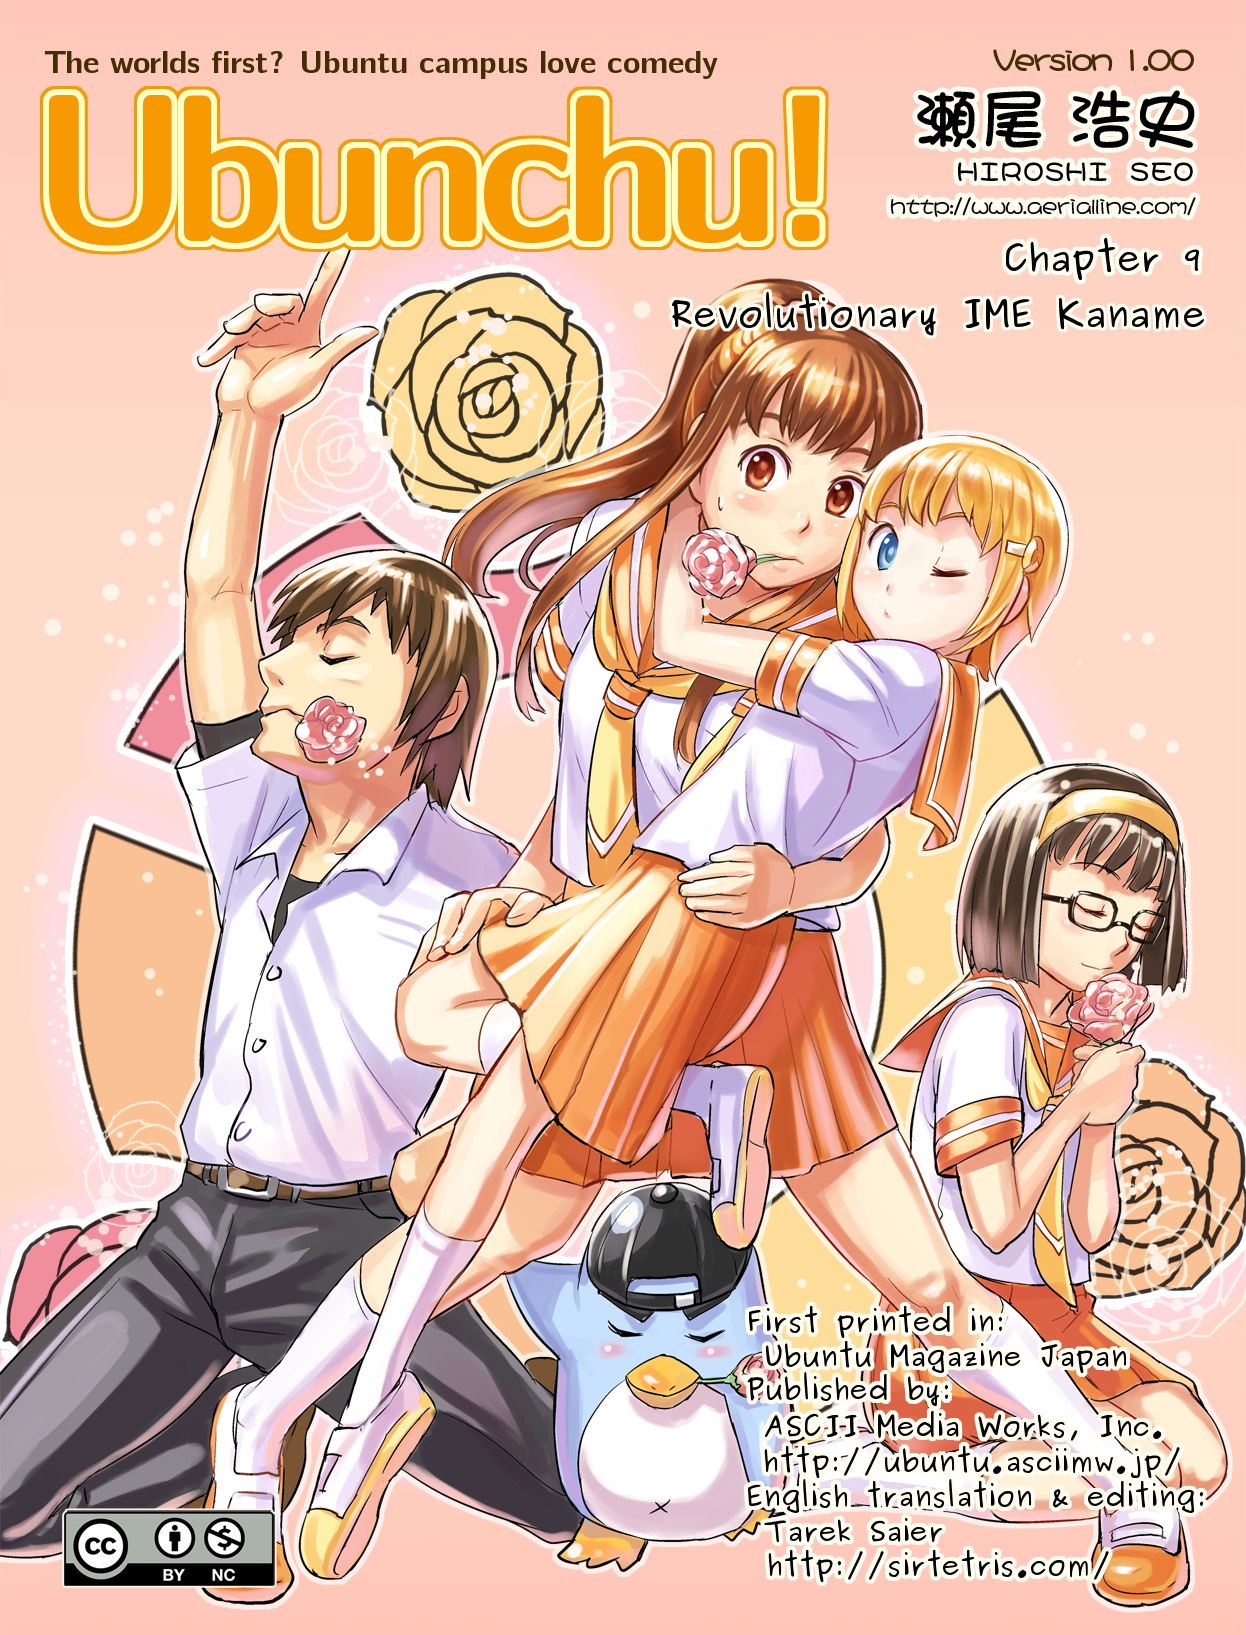 The worlds first? Ubuntu campus love comedy
Ubunchu!
Version 1.00
瀬尾 浩史
HIROSHI SEO
http://www.aerialline.com/
Chapter 9
Revolutionary IME Kaname
First printed in:
Ubuntu Magazine Japan
Published by:
ASCII Media Works, Inc.
http://ubuntu.asciimw.jp/
English translation & editing:
Tarek Saier
http://sirtetris.com/
cc
BY NC